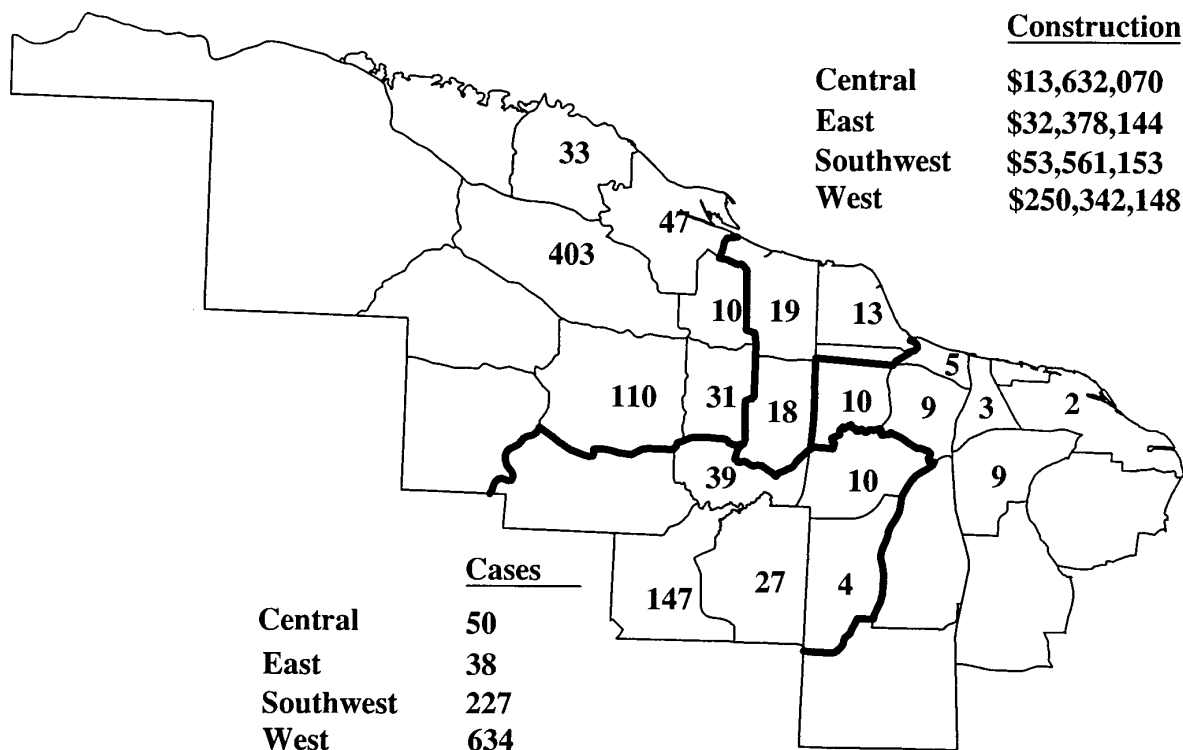 Construction
Central $13,632,070
East $32,378,144
Southwest $53,561,153
West $250,342,148
33
47
403
10 19 13
5
110 31 18 10 9 3 2
39 10 9
147 27 4
Cases
Central 50
East 38
Southwest 227
West 634